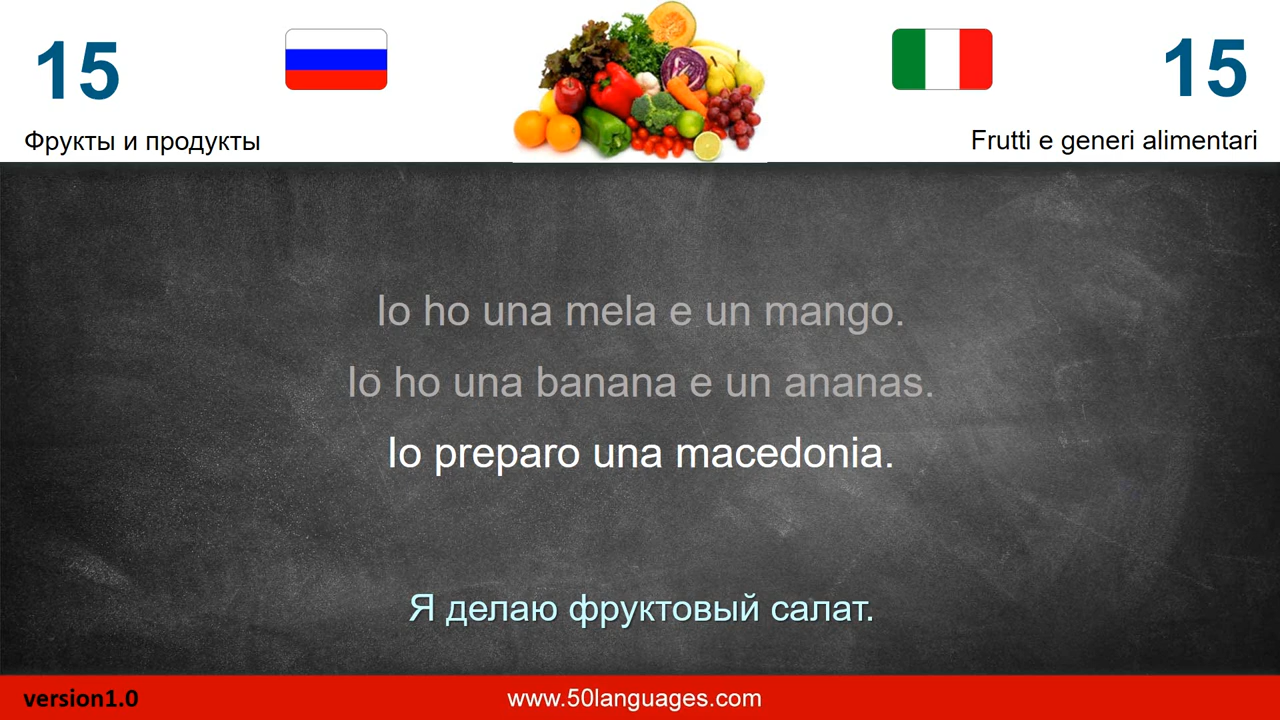 15
15
Фрукты и продукты
Frutti e generi alimentari
Io ho una mela e un mango.
Io ho una banana e un ananas.
Io preparo una macedonia.
Я делаю фруктовый салат.
version1.0
www.50languages.com